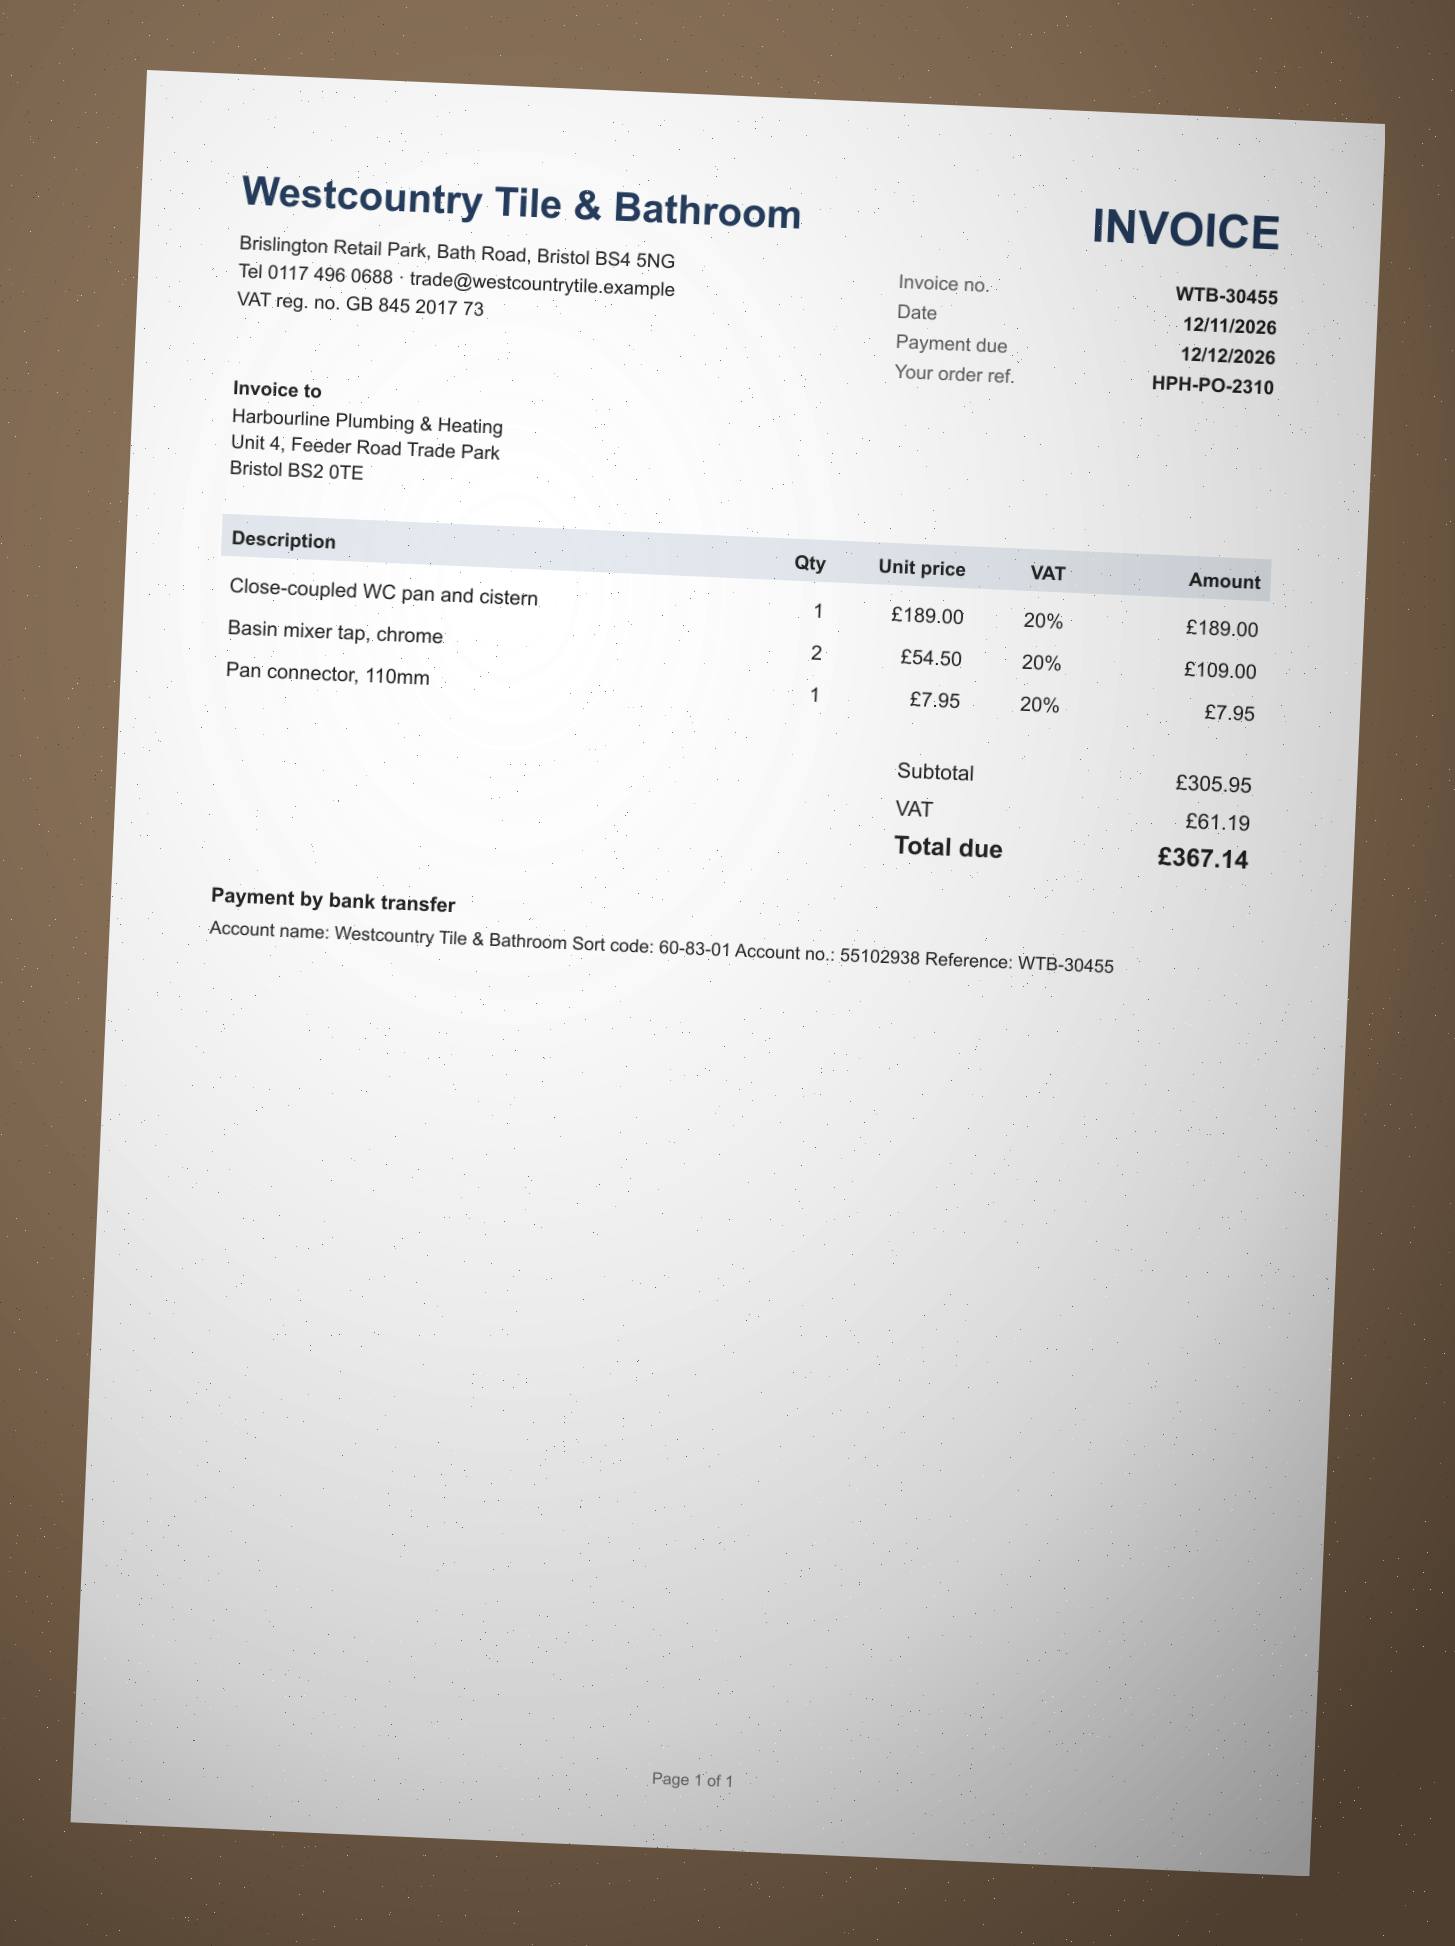 Westcountry Tile & Bathroom
Brislington Retail Park, Bath Road, Bristol BS4 5NG
Tel 0117 496 0688 · trade@westcountrytile.example
VAT reg. no. GB 845 2017 73
INVOICE
Invoice no. WTB-30455
Date 12/11/2026
Payment due 12/12/2026
Your order ref. HPH-PO-2310
Invoice to
Harbourline Plumbing & Heating
Unit 4, Feeder Road Trade Park
Bristol BS2 0TE
Description Qty Unit price VAT Amount
Close-coupled WC pan and cistern 1 £189.00 20% £189.00
Basin mixer tap, chrome 2 £54.50 20% £109.00
Pan connector, 110mm 1 £7.95 20% £7.95
Subtotal £305.95
VAT £61.19
Total due £367.14
Payment by bank transfer
Account name: Westcountry Tile & Bathroom Sort code: 60-83-01 Account no.: 55102938 Reference: WTB-30455
Page 1 of 1